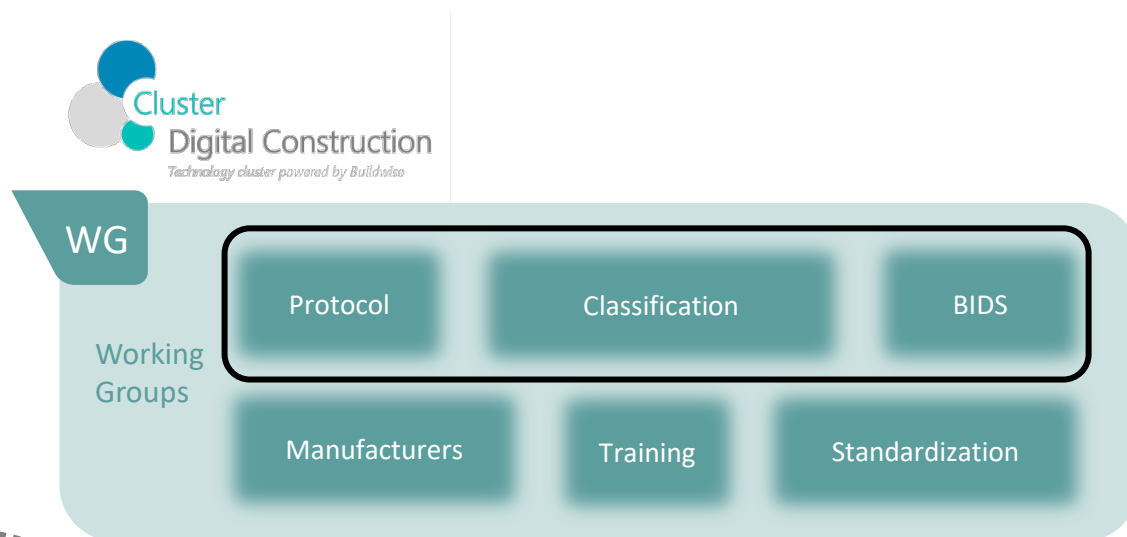 Cluster
Digital Construction
Technology cluster powered by Buildwise
WG
Protocol
Classification
BIDS
Working
Groups
Manufacturers
Training
Standardization